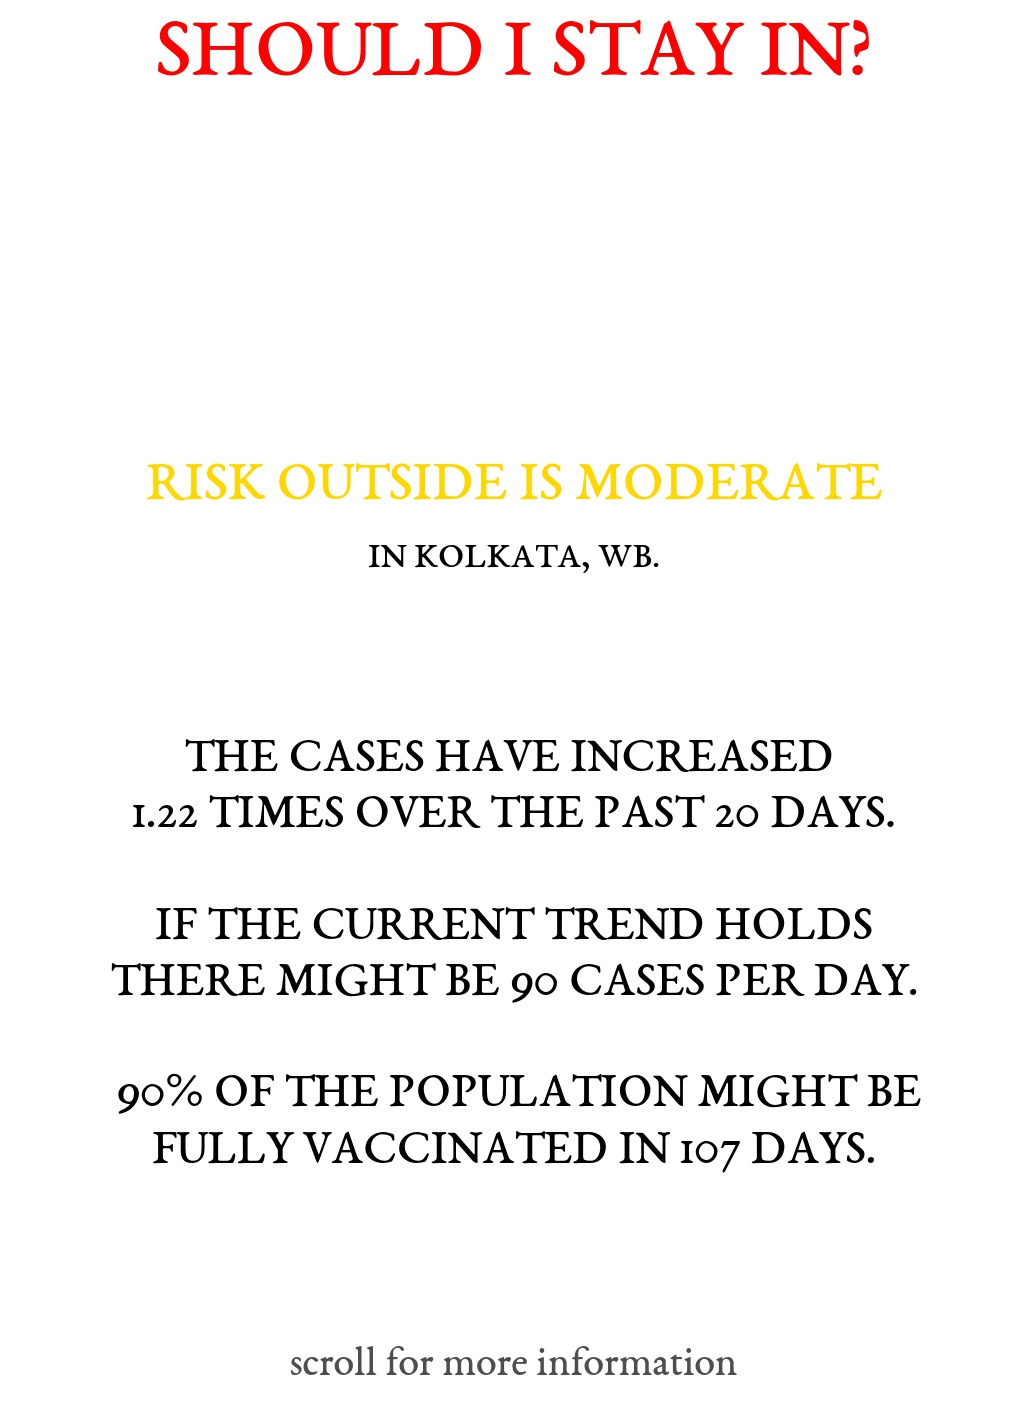 SHOULD I STAY IN?
RISK OUTSIDE IS MODERATE
IN KOLKATA, WB.
THE CASES HAVE INCREASED
1.22 TIMES OVER THE PAST 20 DAYS.
IF THE CURRENT TREND HOLDS
THERE MIGHT BE 90 CASES PER DAY.
90% OF THE POPULATION MIGHT BE
FULLY VACCINATED IN 107 DAYS.
scroll for more information